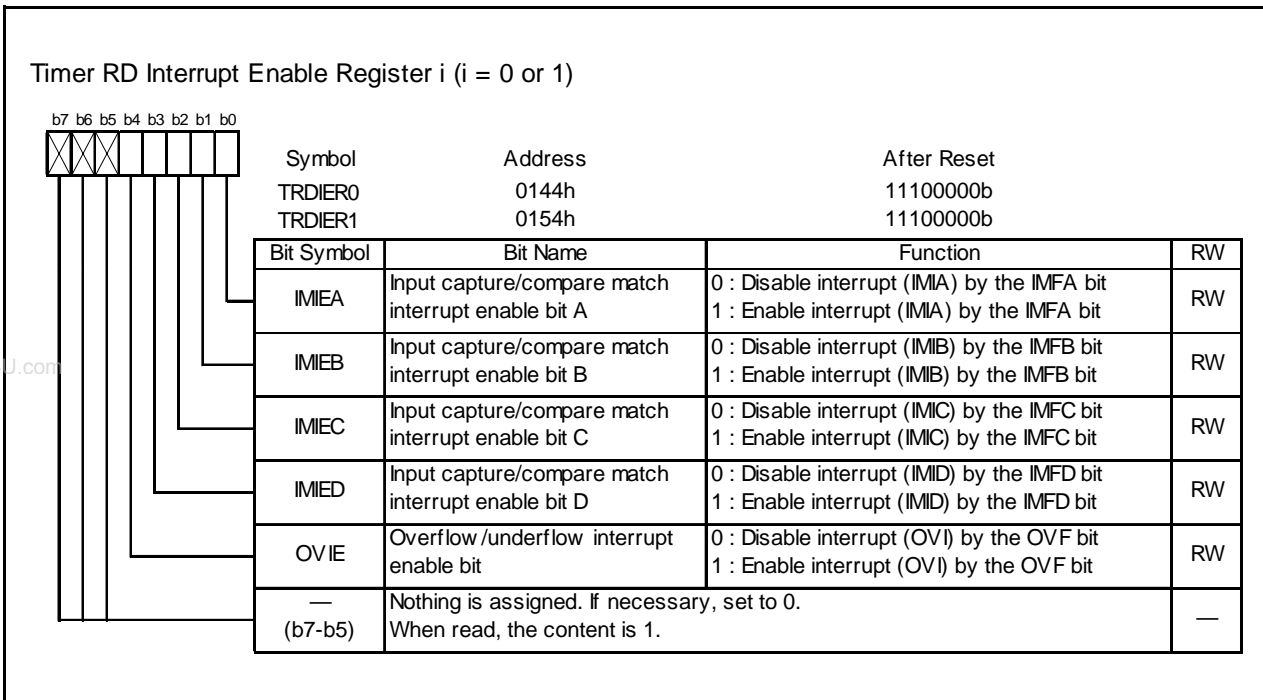 Timer RD Interrupt Enable Register i (i = 0 or 1)
b7 b6 b5 b4 b3 b2 b1 b0
Symbol Address After Reset
TRDIER0 0144h 11100000b
TRDIER1 0154h 11100000b
Bit Symbol Bit Name Function RW
IMIEA Input capture/compare match 0 : Disable interrupt (IMIA) by the IMFA bit RW
interrupt enable bit A 1 : Enable interrupt (IMIA) by the IMFA bit
IMIEB Input capture/compare match 0 : Disable interrupt (IMIB) by the IMFB bit RW
interrupt enable bit B 1 : Enable interrupt (IMIB) by the IMFB bit
IMIEC Input capture/compare match 0 : Disable interrupt (IMIC) by the IMFC bit RW
interrupt enable bit C 1 : Enable interrupt (IMIC) by the IMFC bit
IMIED Input capture/compare match 0 : Disable interrupt (IMID) by the IMFD bit RW
interrupt enable bit D 1 : Enable interrupt (IMID) by the IMFD bit
OVIE Overflow/underflow interrupt 0 : Disable interrupt (OVI) by the OVF bit RW
enable bit 1 : Enable interrupt (OVI) by the OVF bit
— Nothing is assigned. If necessary, set to 0. —
(b7-b5) When read, the content is 1.
U.com